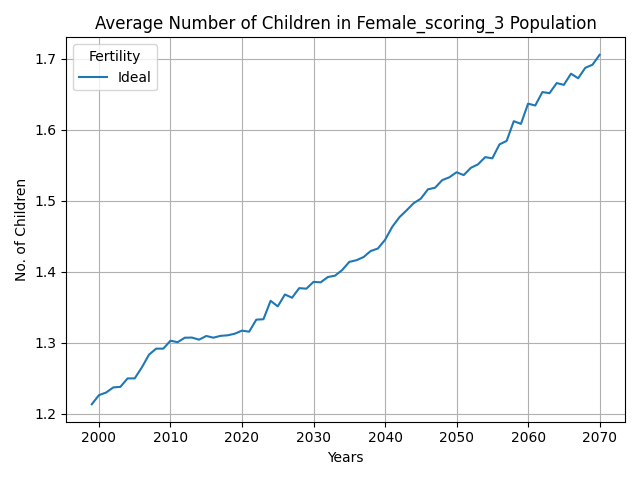 Average Number of Children in Female_scoring_3 Population
Fertility
Ideal
No. of Children
1.7
1.6
1.5
1.4
1.3
1.2
2000 2010 2020 2030 2040 2050 2060 2070
Years